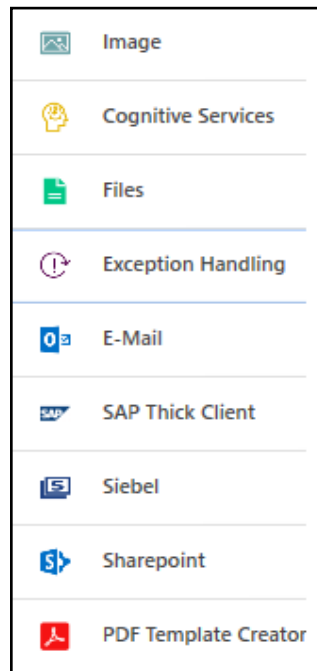 Image
Cognitive Services
Files
Exception Handling
E-Mail
SAP Thick Client
Siebel
Sharepoint
PDF Template Creator